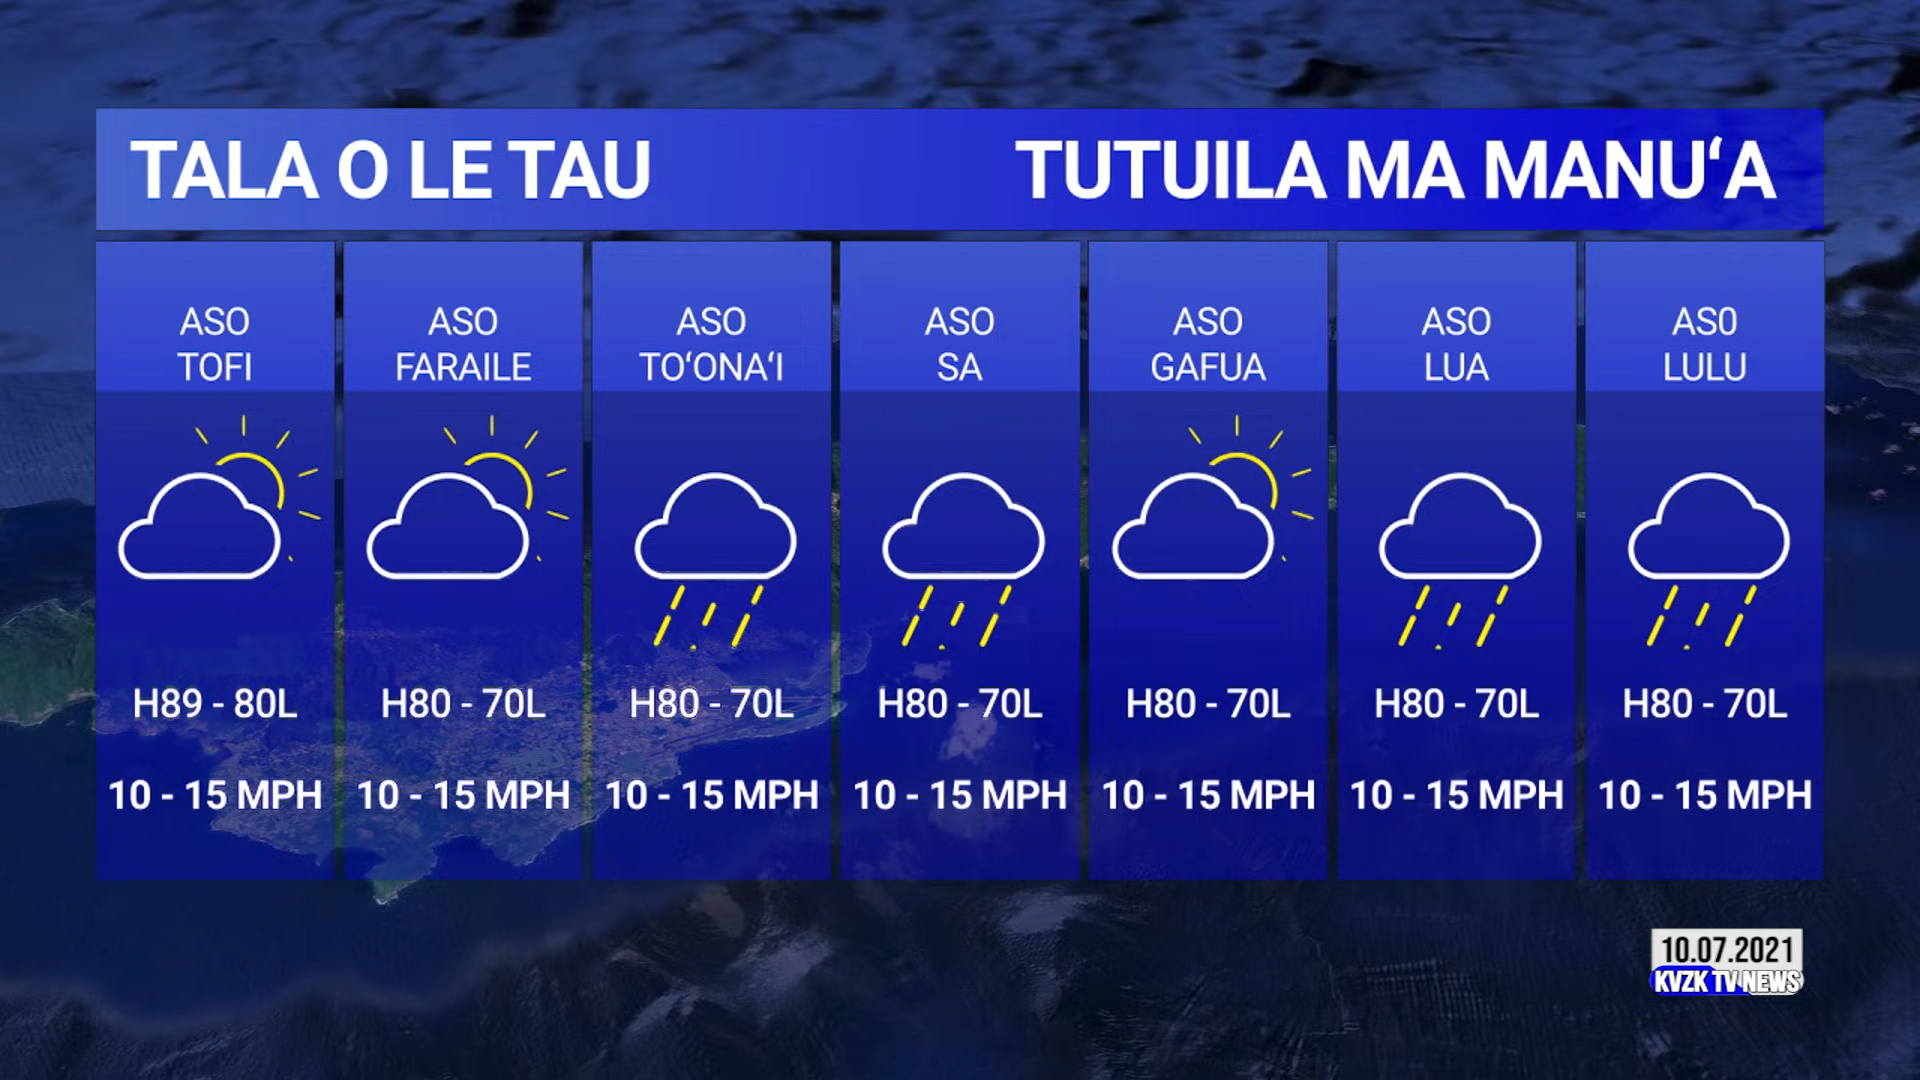 TALA O LE TAU
TUTUILA MA MANU‘A
ASO
TOFI
H89 - 80L
10 - 15 MPH
ASO
FARAILE
H80 - 70L
10 - 15 MPH
ASO
TO‘ONA‘I
H80 - 70L
10 - 15 MPH
ASO
SA
H80 - 70L
10 - 15 MPH
ASO
GAFUA
H80 - 70L
10 - 15 MPH
ASO
LUA
H80 - 70L
10 - 15 MPH
AS0
LULU
H80 - 70L
10 - 15 MPH
10.07.2021
KVZK TV NEWS